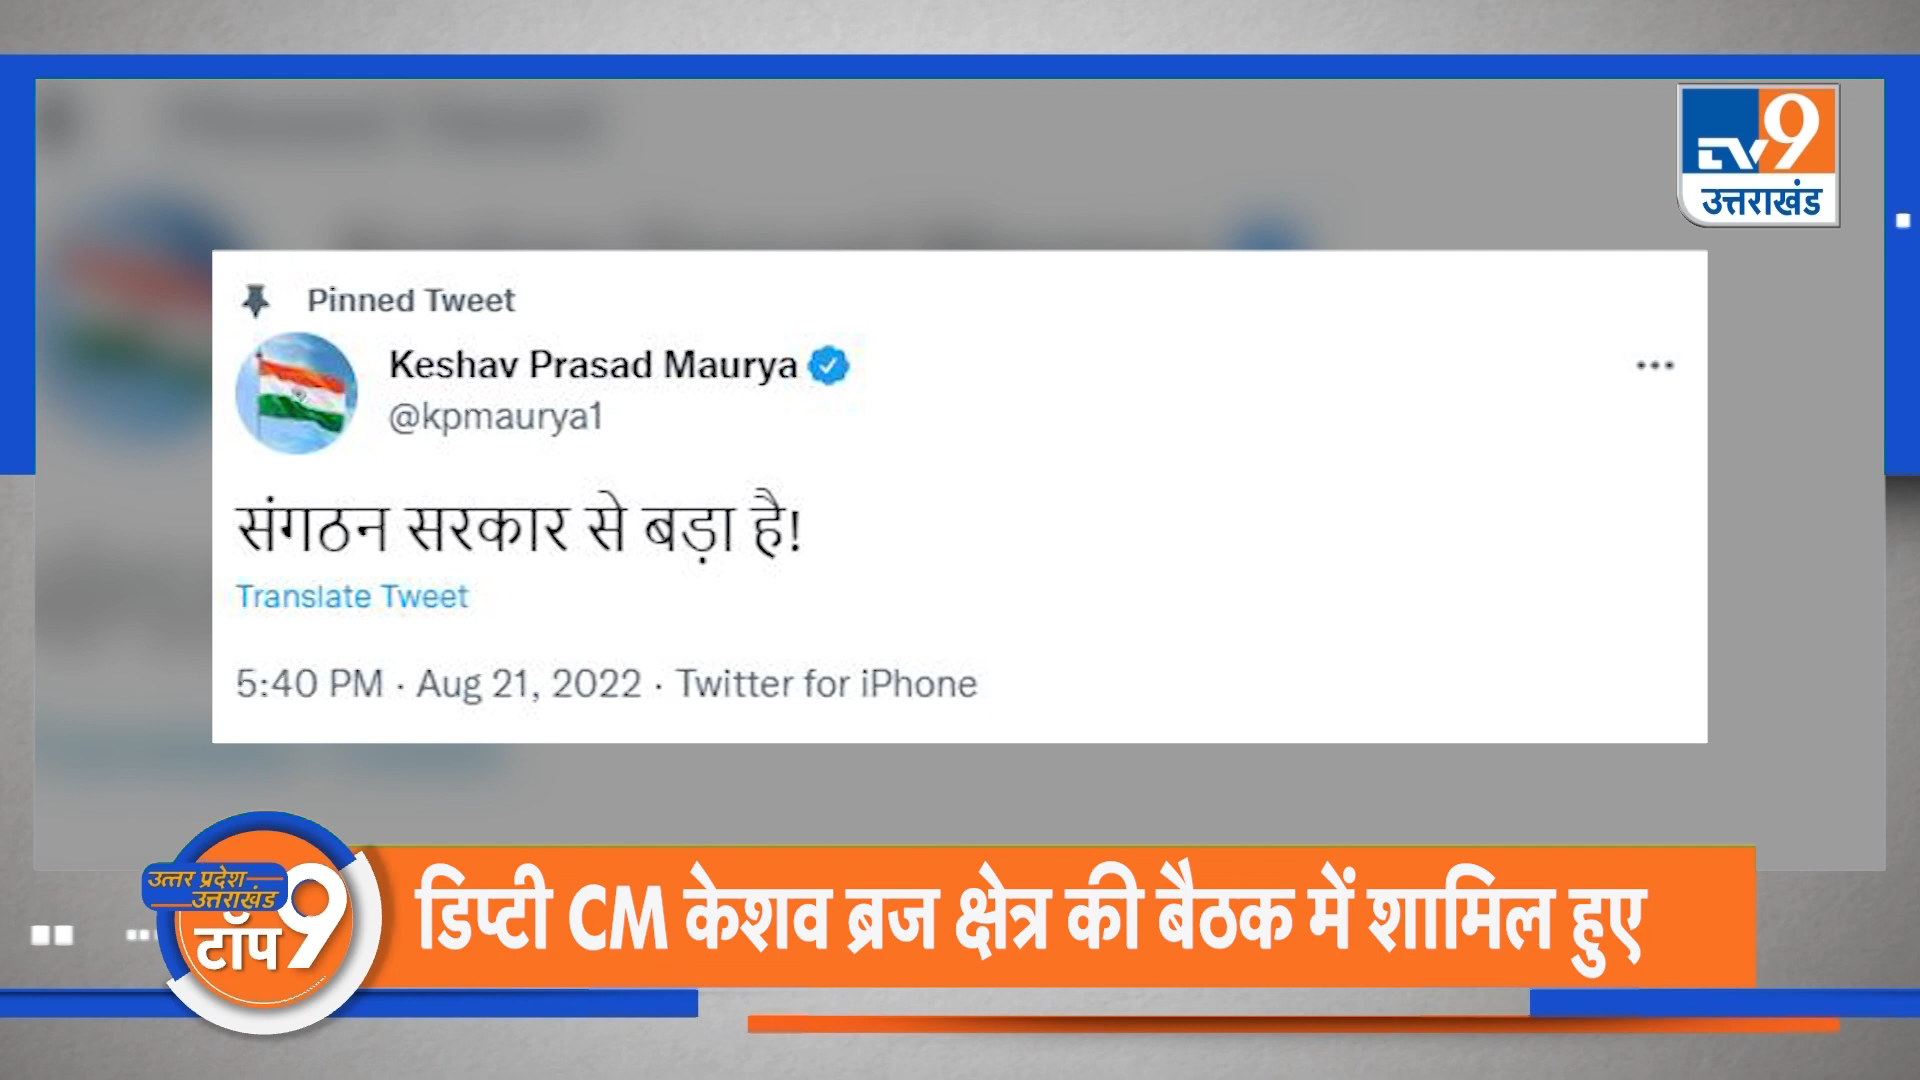 TV9
उत्तराखंड
Pinned Tweet
Keshav Prasad Maurya
@kpmaurya1
संगठन सरकार से बड़ा है!
Translate Tweet
5:40 PM · Aug 21, 2022 · Twitter for iPhone
उत्तर प्रदेश
उत्तराखंड
टॉप 9
डिप्टी CM केशव ब्रज क्षेत्र की बैठक में शामिल हुए